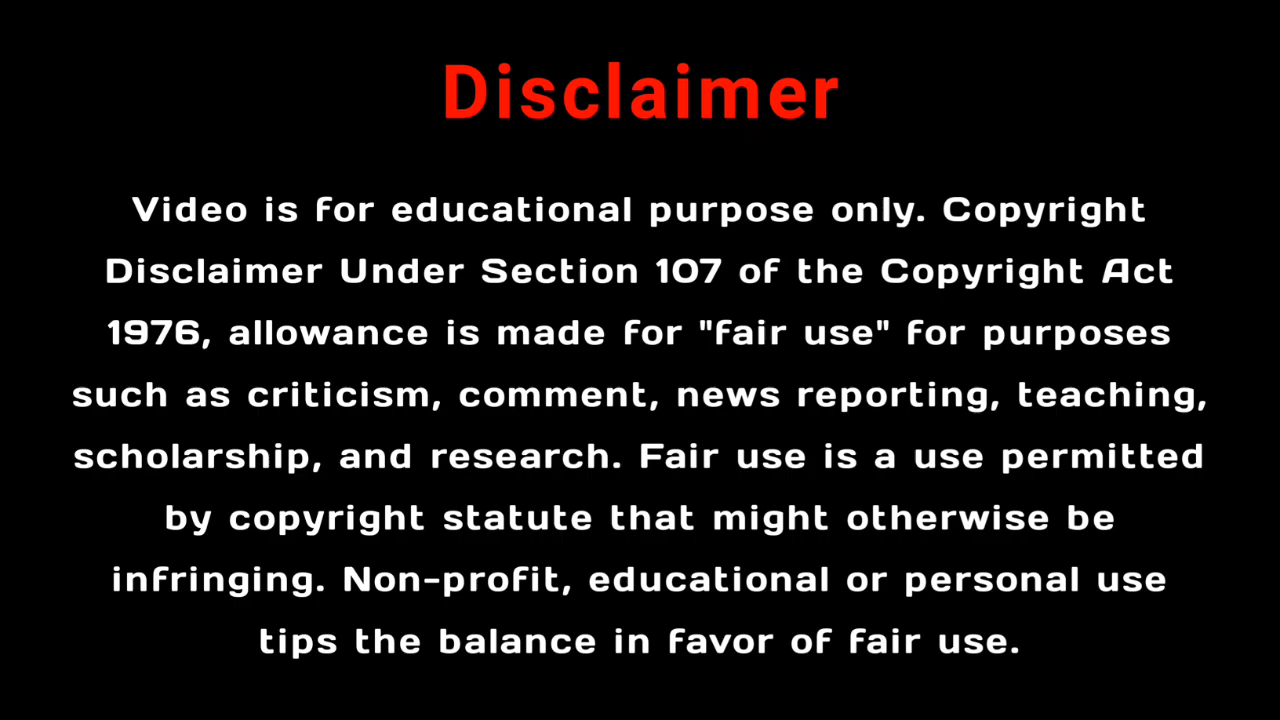 Disclaimer
Video is for educational purpose only. Copyright
Disclaimer Under Section 107 of the Copyright Act
1976, allowance is made for "fair use" for purposes
such as criticism, comment, news reporting, teaching,
scholarship, and research. Fair use is a use permitted
by copyright statute that might otherwise be
infringing. Non-profit, educational or personal use
tips the balance in favor of fair use.